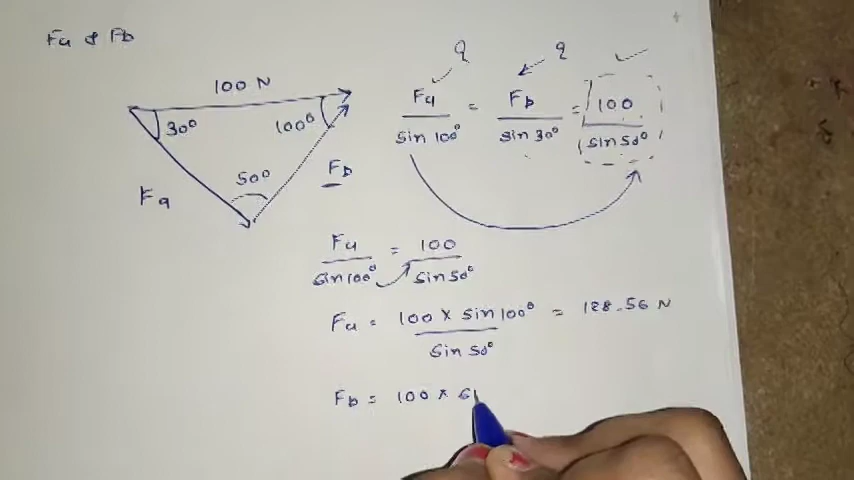 Fa & Fb
100 N
30° 100°
50°
Fa
Fb
q q
Fa / sin 100° = Fb / sin 30° = 100 / sin 50°
Fa / sin 100° = 100 / sin 50°
Fa = 100 × sin 100° / sin 50° = 128.56 N
Fb = 100 × si